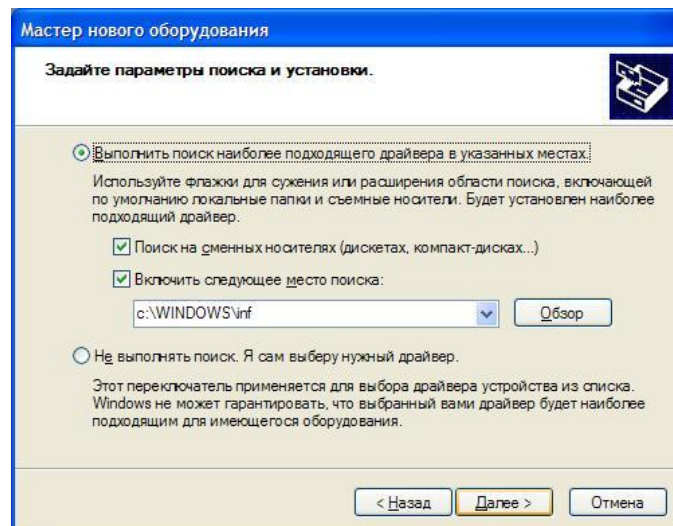 Мастер нового оборудования
Задайте параметры поиска и установки.
Выполнить поиск наиболее подходящего драйвера в указанных местах.
Используйте флажки для сужения или расширения области поиска, включающей
по умолчанию локальные папки и съемные носители. Будет установлен наиболее
подходящий драйвер.
Поиск на сменных носителях (дискетах, компакт-дисках...)
Включить следующее место поиска:
c:\WINDOWS\inf
Обзор
Не выполнять поиск. Я сам выберу нужный драйвер.
Этот переключатель применяется для выбора драйвера устройства из списка.
Windows не может гарантировать, что выбранный вами драйвер будет наиболее
подходящим для имеющегося оборудования.
< Назад Далее > Отмена